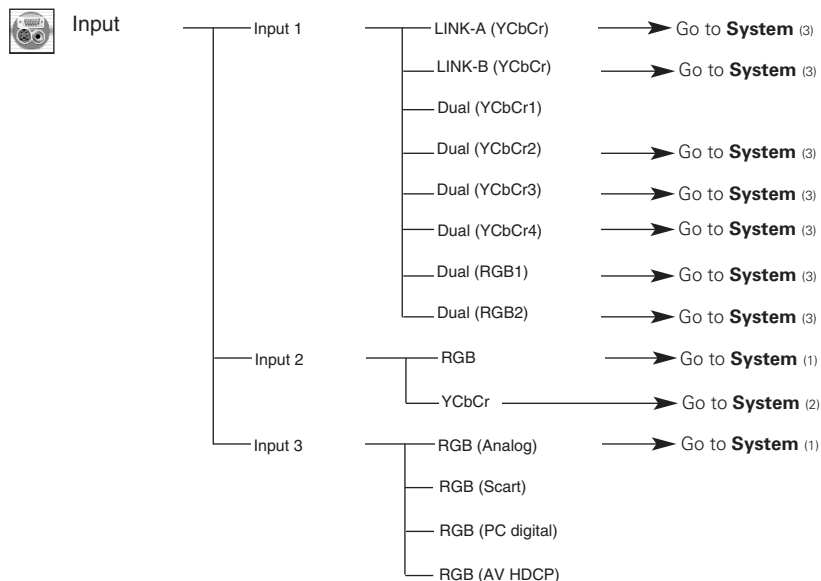 Input
Input 1
LINK-A (YCbCr) Go to System (3)
LINK-B (YCbCr) Go to System (3)
Dual (YCbCr1)
Dual (YCbCr2) Go to System (3)
Dual (YCbCr3) Go to System (3)
Dual (YCbCr4) Go to System (3)
Dual (RGB1) Go to System (3)
Dual (RGB2) Go to System (3)
Input 2
RGB Go to System (1)
YCbCr Go to System (2)
Input 3
RGB (Analog) Go to System (1)
RGB (Scart)
RGB (PC digital)
RGB (AV HDCP)